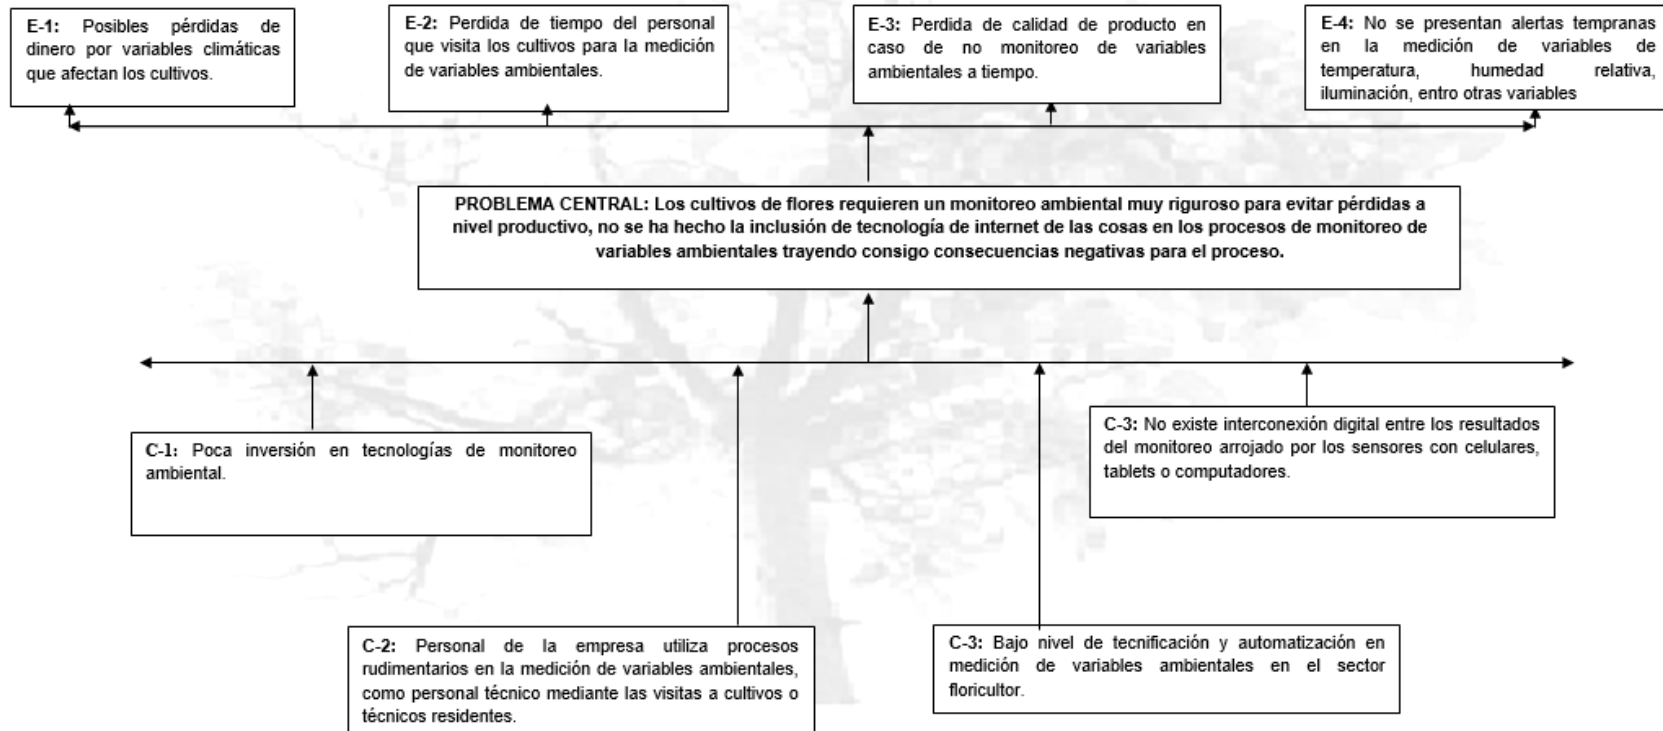 E-1: Posibles pérdidas de
dinero por variables climáticas
que afectan los cultivos.
E-2: Perdida de tiempo del personal
que visita los cultivos para la medición
de variables ambientales.
E-3: Perdida de calidad de producto en
caso de no monitoreo de variables
ambientales a tiempo.
E-4: No se presentan alertas tempranas
en la medición de variables de
temperatura, humedad relativa,
iluminación, entro otras variables
PROBLEMA CENTRAL: Los cultivos de flores requieren un monitoreo ambiental muy riguroso para evitar pérdidas a
nivel productivo, no se ha hecho la inclusión de tecnología de internet de las cosas en los procesos de monitoreo de
variables ambientales trayendo consigo consecuencias negativas para el proceso.
C-1: Poca inversión en tecnologías de monitoreo
ambiental.
C-3: No existe interconexión digital entre los resultados
del monitoreo arrojado por los sensores con celulares,
tablets o computadores.
C-2: Personal de la empresa utiliza procesos
rudimentarios en la medición de variables ambientales,
como personal técnico mediante las visitas a cultivos o
técnicos residentes.
C-3: Bajo nivel de tecnificación y automatización en
medición de variables ambientales en el sector
floricultor.